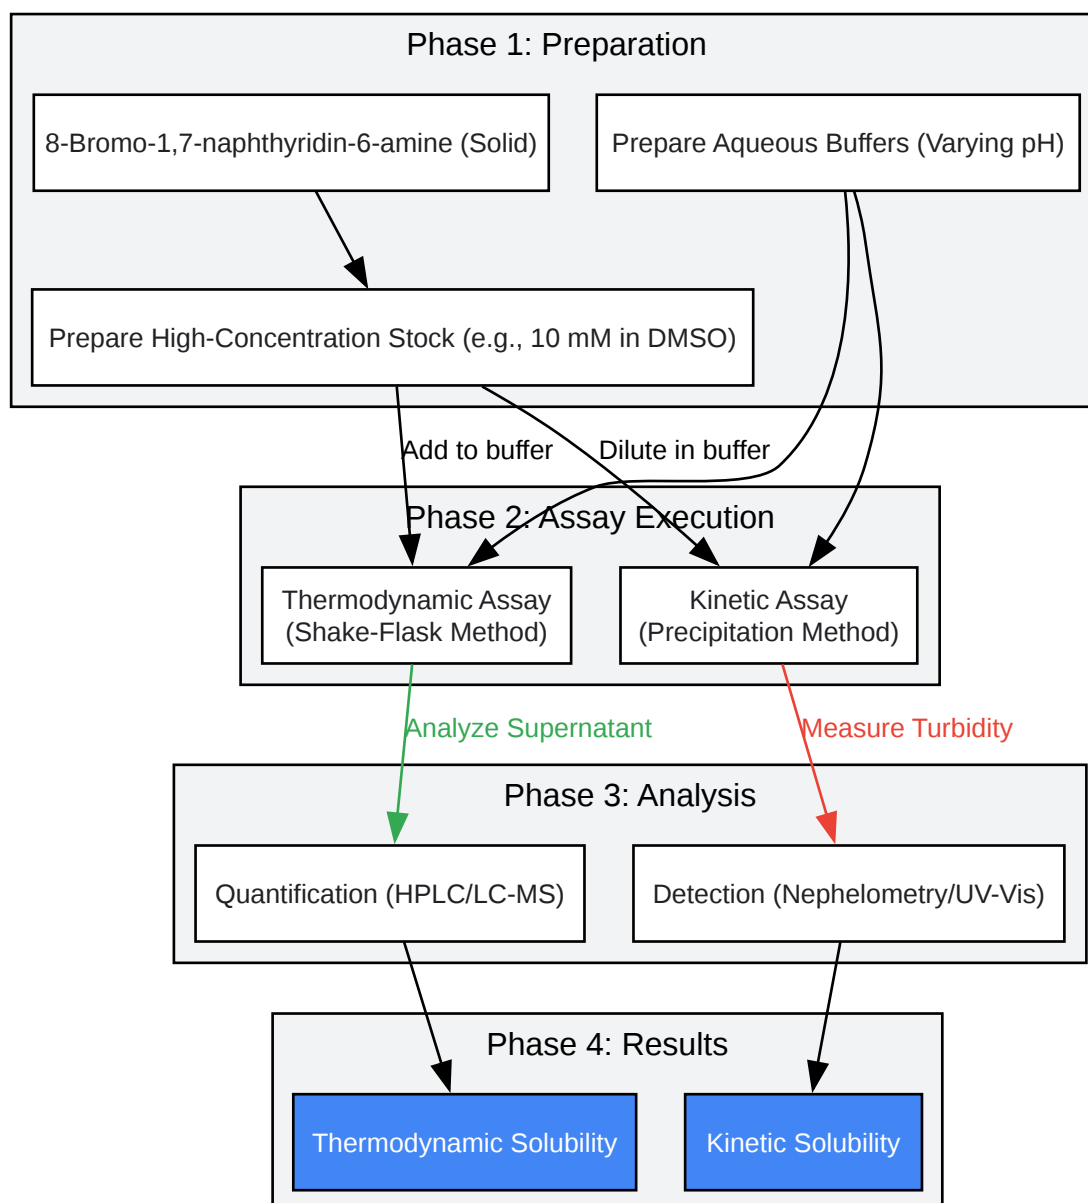 Phase 1: Preparation
8-Bromo-1,7-naphthyridin-6-amine (Solid)
Prepare Aqueous Buffers (Varying pH)
Prepare High-Concentration Stock (e.g., 10 mM in DMSO)
Add to buffer
Dilute in buffer
Phase 2: Assay Execution
Thermodynamic Assay
(Shake-Flask Method)
Kinetic Assay
(Precipitation Method)
Analyze Supernatant
Measure Turbidity
Phase 3: Analysis
Quantification (HPLC/LC-MS)
Detection (Nephelometry/UV-Vis)
Phase 4: Results
Thermodynamic Solubility
Kinetic Solubility